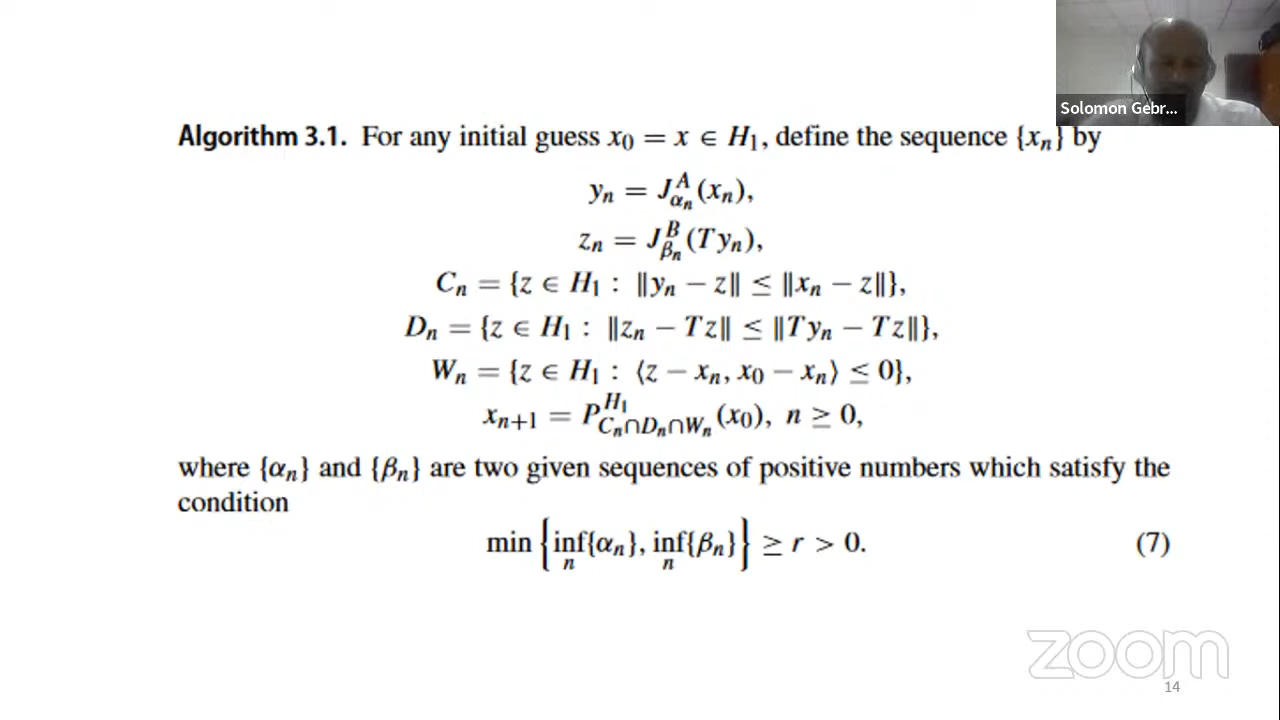 Solomon Gebr...
Algorithm 3.1. For any initial guess x₀ = x ∈ H₁, define the sequence {xₙ} by
yₙ = J^A_{αₙ}(xₙ),
zₙ = J^B_{βₙ}(Tyₙ),
Cₙ = {z ∈ H₁ : ‖yₙ − z‖ ≤ ‖xₙ − z‖},
Dₙ = {z ∈ H₁ : ‖zₙ − Tz‖ ≤ ‖Tyₙ − Tz‖},
Wₙ = {z ∈ H₁ : ⟨z − xₙ, x₀ − xₙ⟩ ≤ 0},
xₙ₊₁ = P^{H₁}_{Cₙ∩Dₙ∩Wₙ}(x₀), n ≥ 0,
where {αₙ} and {βₙ} are two given sequences of positive numbers which satisfy the
condition
min {inf_n{αₙ}, inf_n{βₙ}} ≥ r > 0. (7)
zoom
14